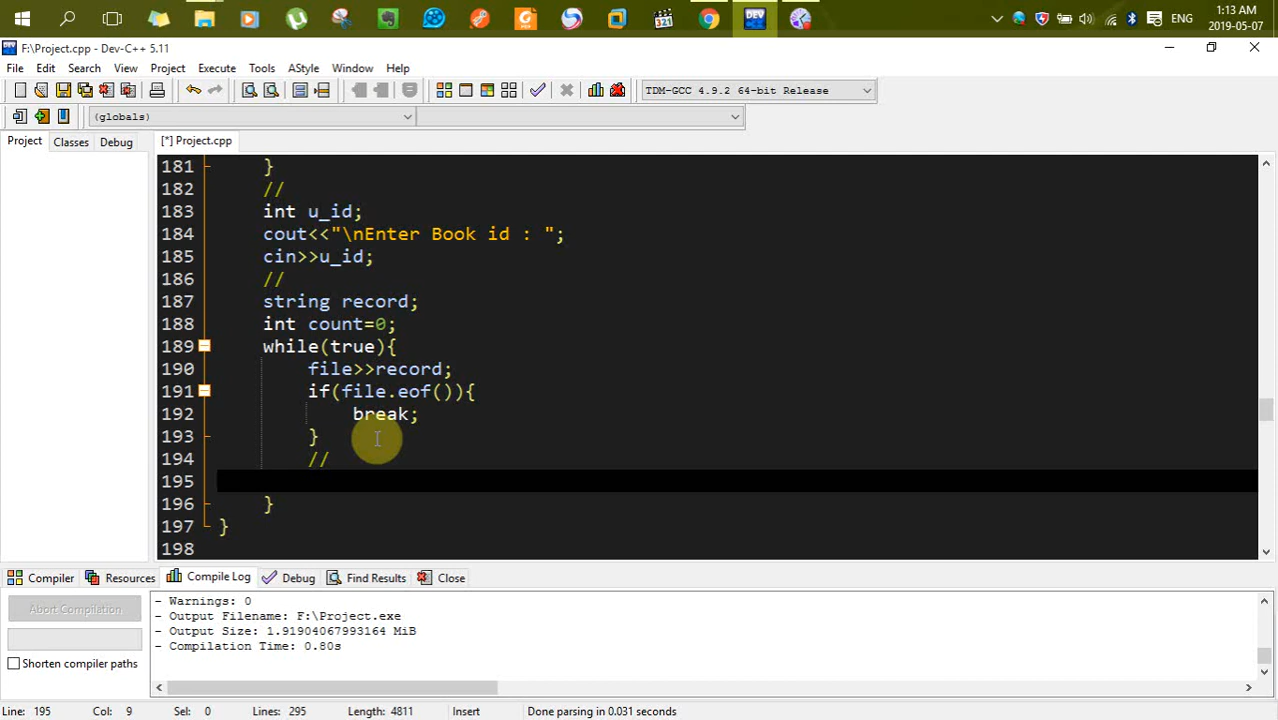 1:13 AM
ENG
2019-05-07
321
DEV
F:\Project.cpp - Dev-C++ 5.11
File Edit Search View Project Execute Tools AStyle Window Help
TDM-GCC 4.9.2 64-bit Release
(globals)
Project Classes Debug [*] Project.cpp
181 }
182 //
183 int u_id;
184 cout<<"\nEnter Book id : ";
185 cin>>u_id;
186 //
187 string record;
188 int count=0;
189 while(true){
190 file>>record;
191 if(file.eof()){
192 break;
193 }
194 //
195
196 }
197 }
198
Compiler Resources Compile Log Debug Find Results Close
Abort Compilation
Shorten compiler paths
- Warnings: 0
- Output Filename: F:\Project.exe
- Output Size: 1.91904067993164 MiB
- Compilation Time: 0.80s
Line: 195 Col: 9 Sel: 0 Lines: 295 Length: 4811 Insert Done parsing in 0.031 seconds